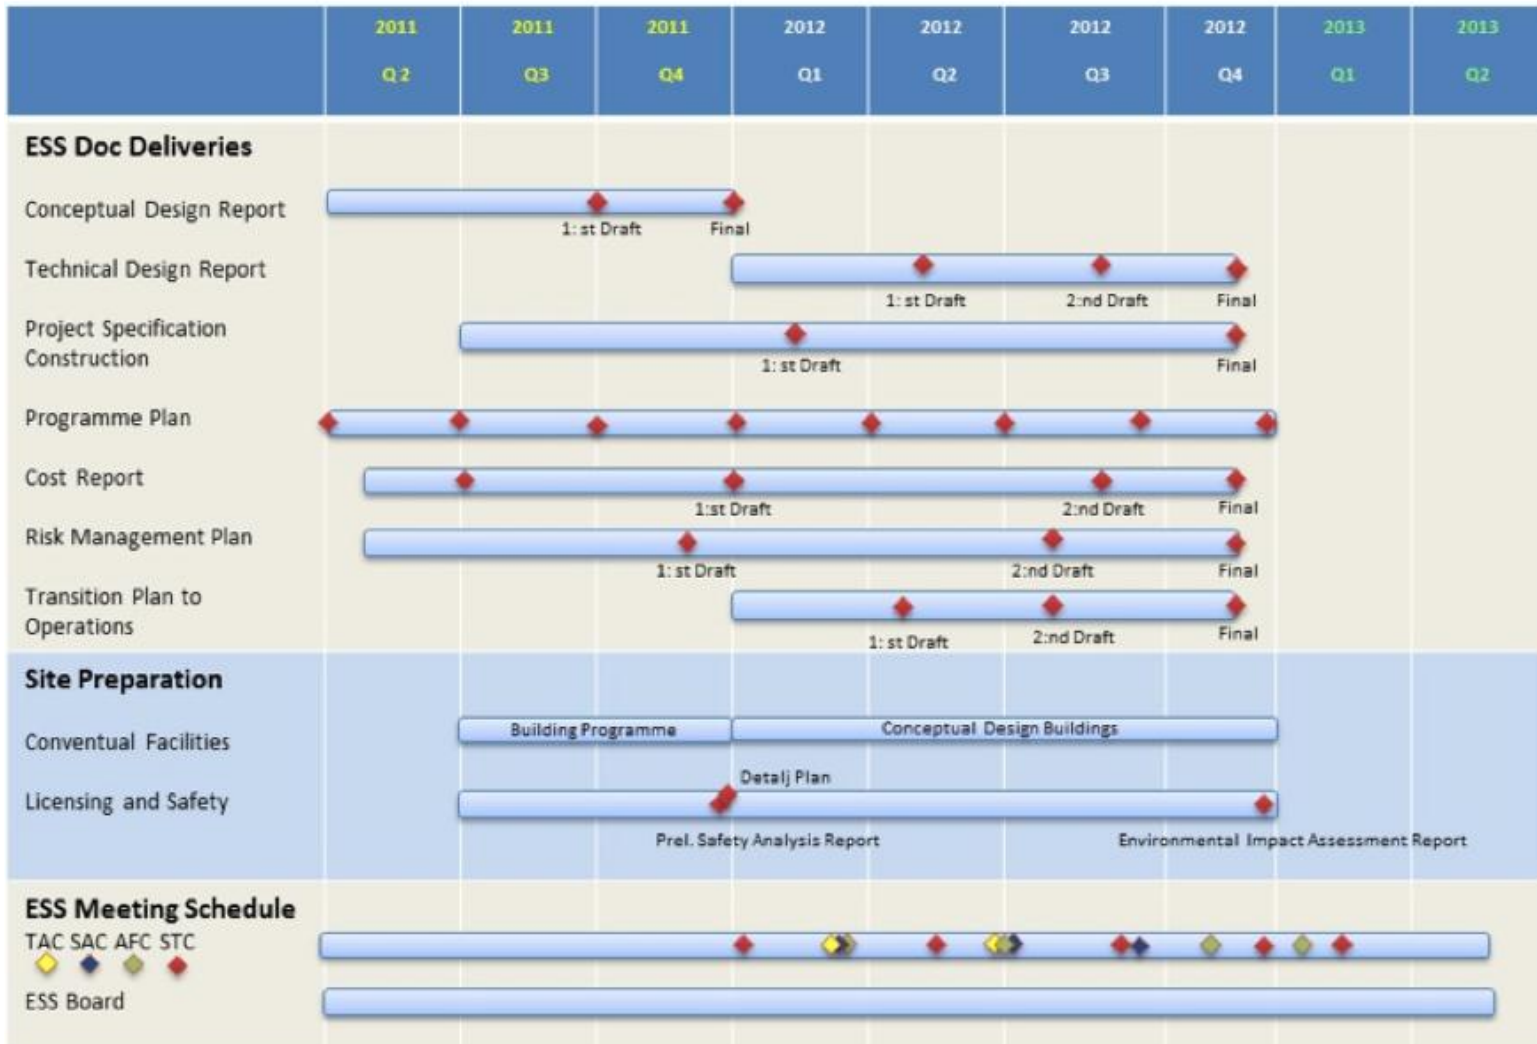 2011 2011 2011 2012 2012 2012 2012 2013 2013
Q2 Q3 Q4 Q1 Q2 Q3 Q4 Q1 Q2
ESS Doc Deliveries
Conceptual Design Report
1: st Draft Final
Technical Design Report
1: st Draft 2:nd Draft Final
Project Specification
Construction
1: st Draft Final
Programme Plan
Cost Report
1:st Draft 2:nd Draft Final
Risk Management Plan
1: st Draft 2:nd Draft Final
Transition Plan to
Operations
1: st Draft 2:nd Draft Final
Site Preparation
Conventual Facilities
Building Programme Conceptual Design Buildings
Detalj Plan
Licensing and Safety
Prel. Safety Analysis Report Environmental Impact Assessment Report
ESS Meeting Schedule
TAC SAC AFC STC
ESS Board